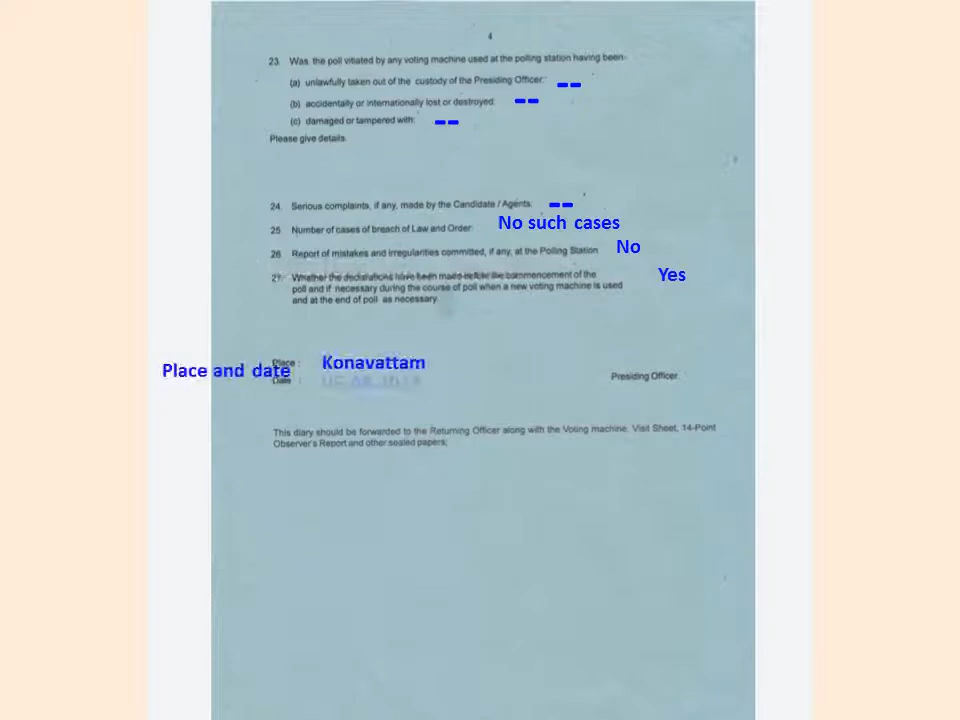 4
23. Was the poll vitiated by any voting machine used at the polling station having been
(a) unlawfully taken out of the custody of the Presiding Officer: --
(b) accidentally or internationally lost or destroyed: --
(c) damaged or tampered with: --
Please give details.
24. Serious complaints, if any, made by the Candidate / Agents: --
25. Number of cases of breach of Law and Order: No such cases
26. Report of mistakes and irregularities committed, if any, at the Polling Station No
27. Whether the declarations have been made before the commencement of the Yes
poll and if necessary during the course of poll when a new voting machine is used
and at the end of poll as necessary.
Place : Konavattam
Place and date
Date :
Presiding Officer.
This diary should be forwarded to the Returning Officer along with the Voting machine, Visit Sheet, 14-Point
Observer's Report and other sealed papers.